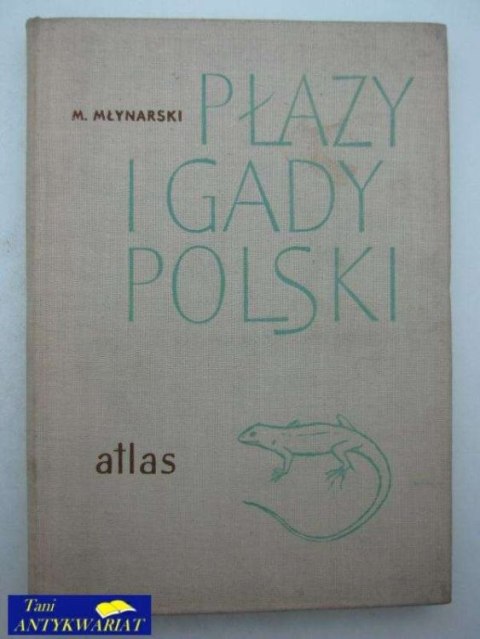 M. MŁYNARSKI PŁAZY
I GADY
POLSKI
atlas
Tani
ANTYKWARIAT